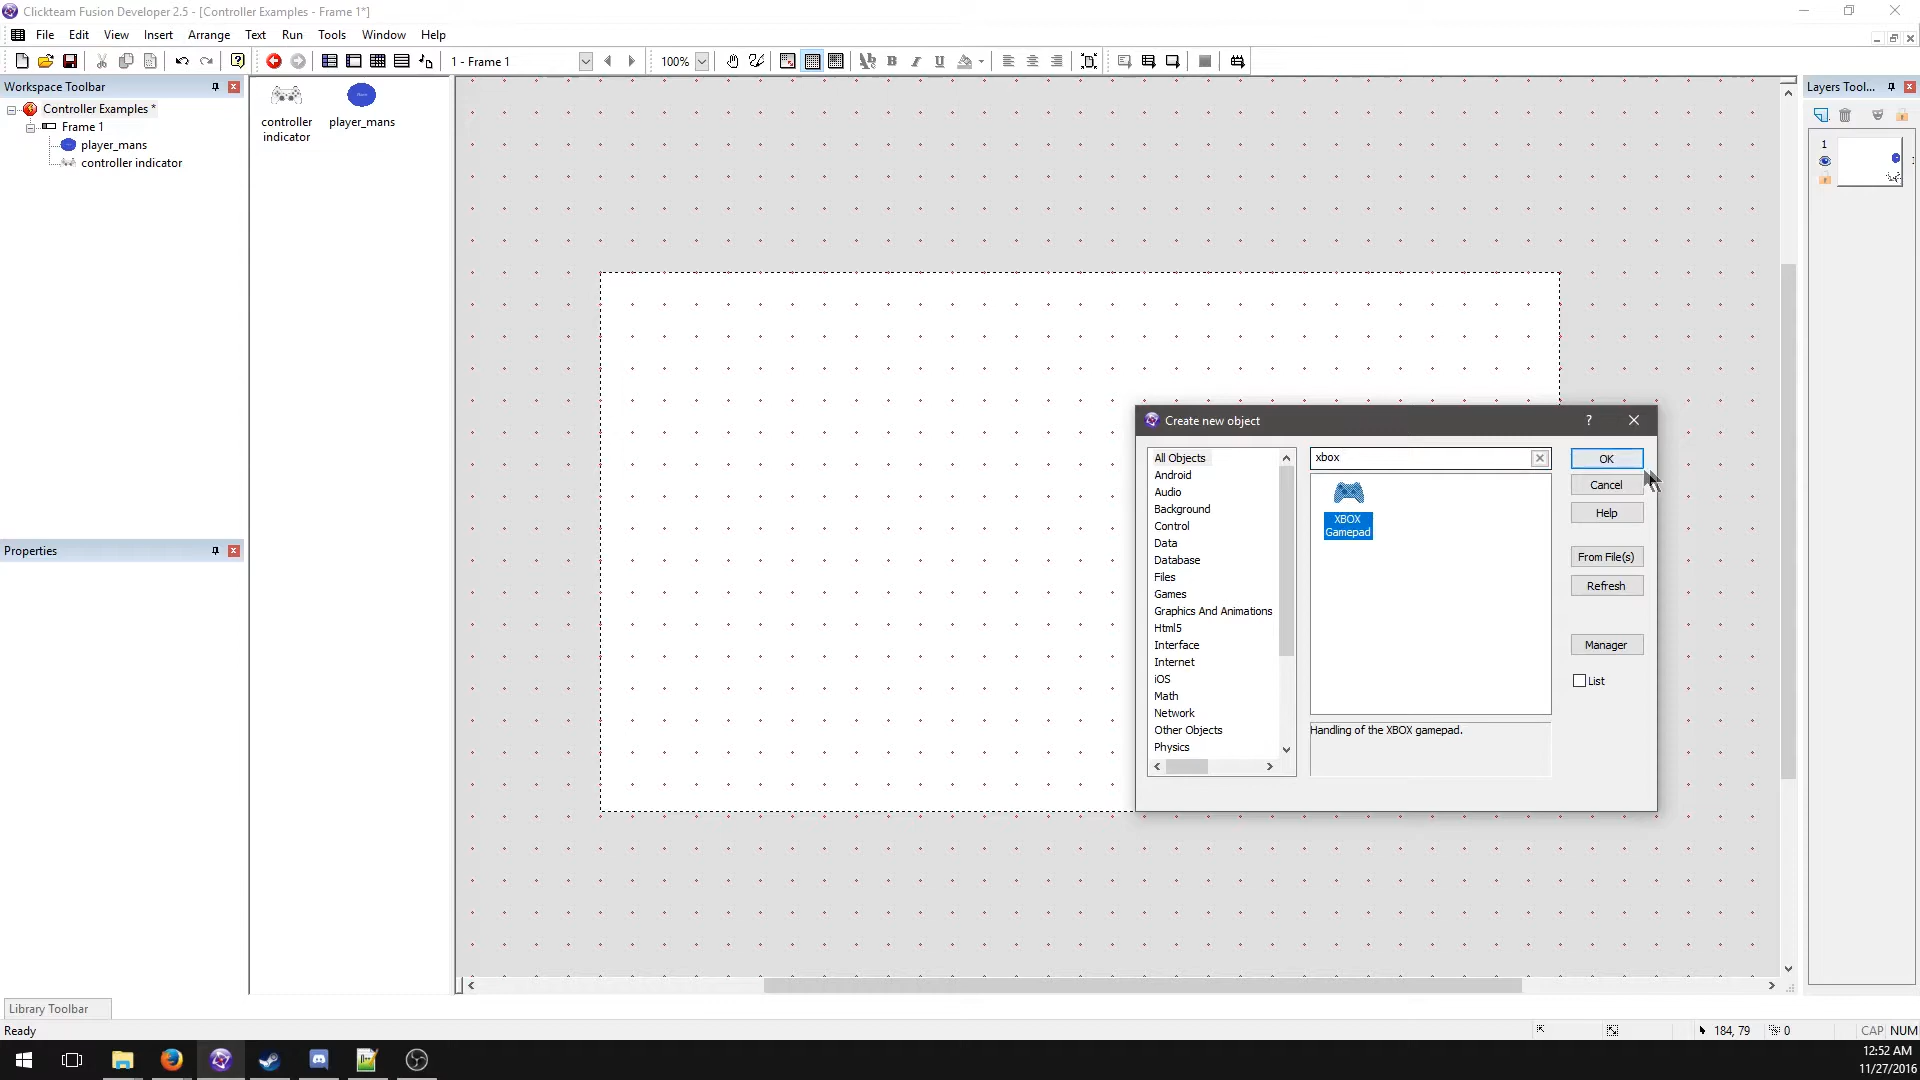 Clickteam Fusion Developer 2.5 - [Controller Examples - Frame 1*]
File Edit View Insert Arrange Text Run Tools Window Help
1 - Frame 1
100%
Workspace Toolbar
Controller Examples *
Frame 1
player_mans
controller indicator
controller
indicator
player_mans
Layers Tool...
1
Create new object
All Objects
Android
Audio
Background
Control
Data
Database
Files
Games
Graphics And Animations
Html5
Interface
Internet
iOS
Math
Network
Other Objects
Physics
xbox
XBOX
Gamepad
Handling of the XBOX gamepad.
OK
Cancel
Help
From File(s)
Refresh
Manager
List
Properties
Library Toolbar
Ready
184, 79
0
CAP NUM
12:52 AM
11/27/2016